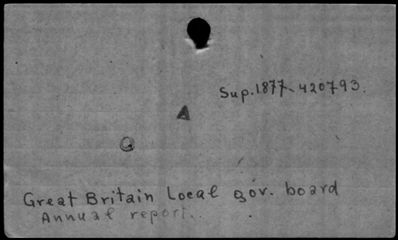 Sup.1877-420793.
A
Great Britain Local gov. board
Annual report.